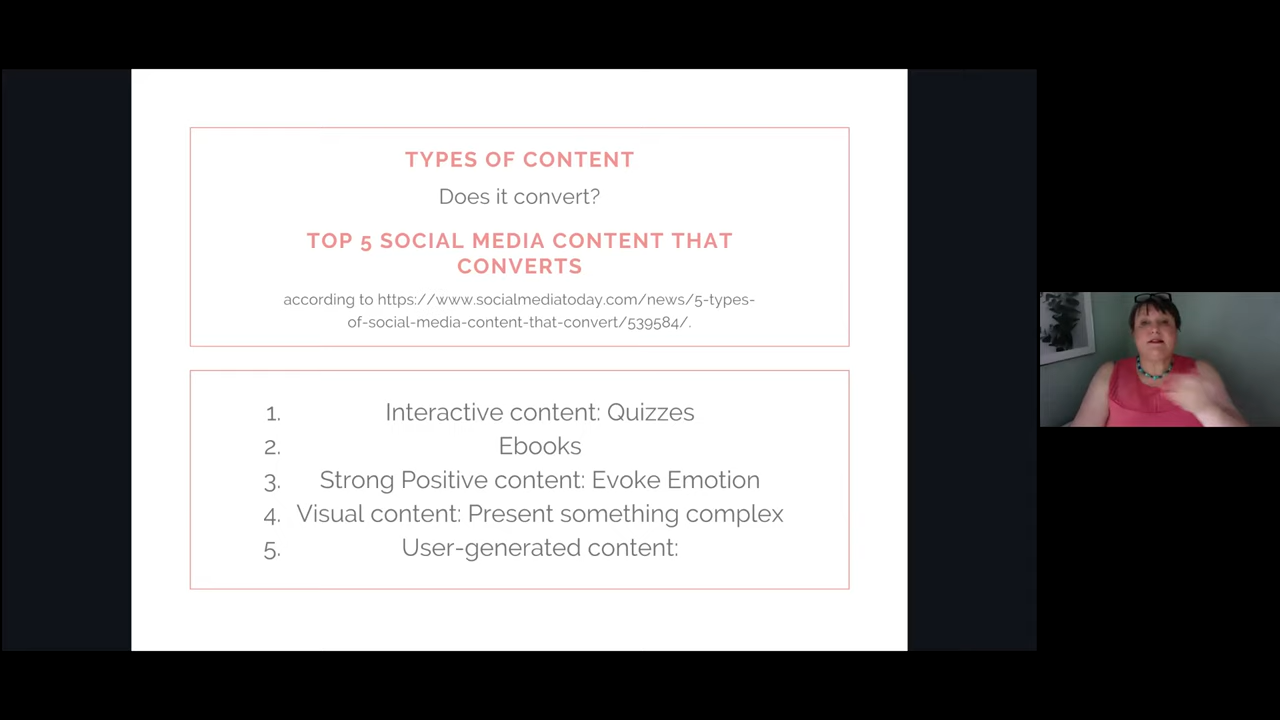 TYPES OF CONTENT
Does it convert?
TOP 5 SOCIAL MEDIA CONTENT THAT
CONVERTS
according to https://www.socialmediatoday.com/news/5-types-
of-social-media-content-that-convert/539584/.
1. Interactive content: Quizzes
2. Ebooks
3. Strong Positive content: Evoke Emotion
4. Visual content: Present something complex
5. User-generated content: